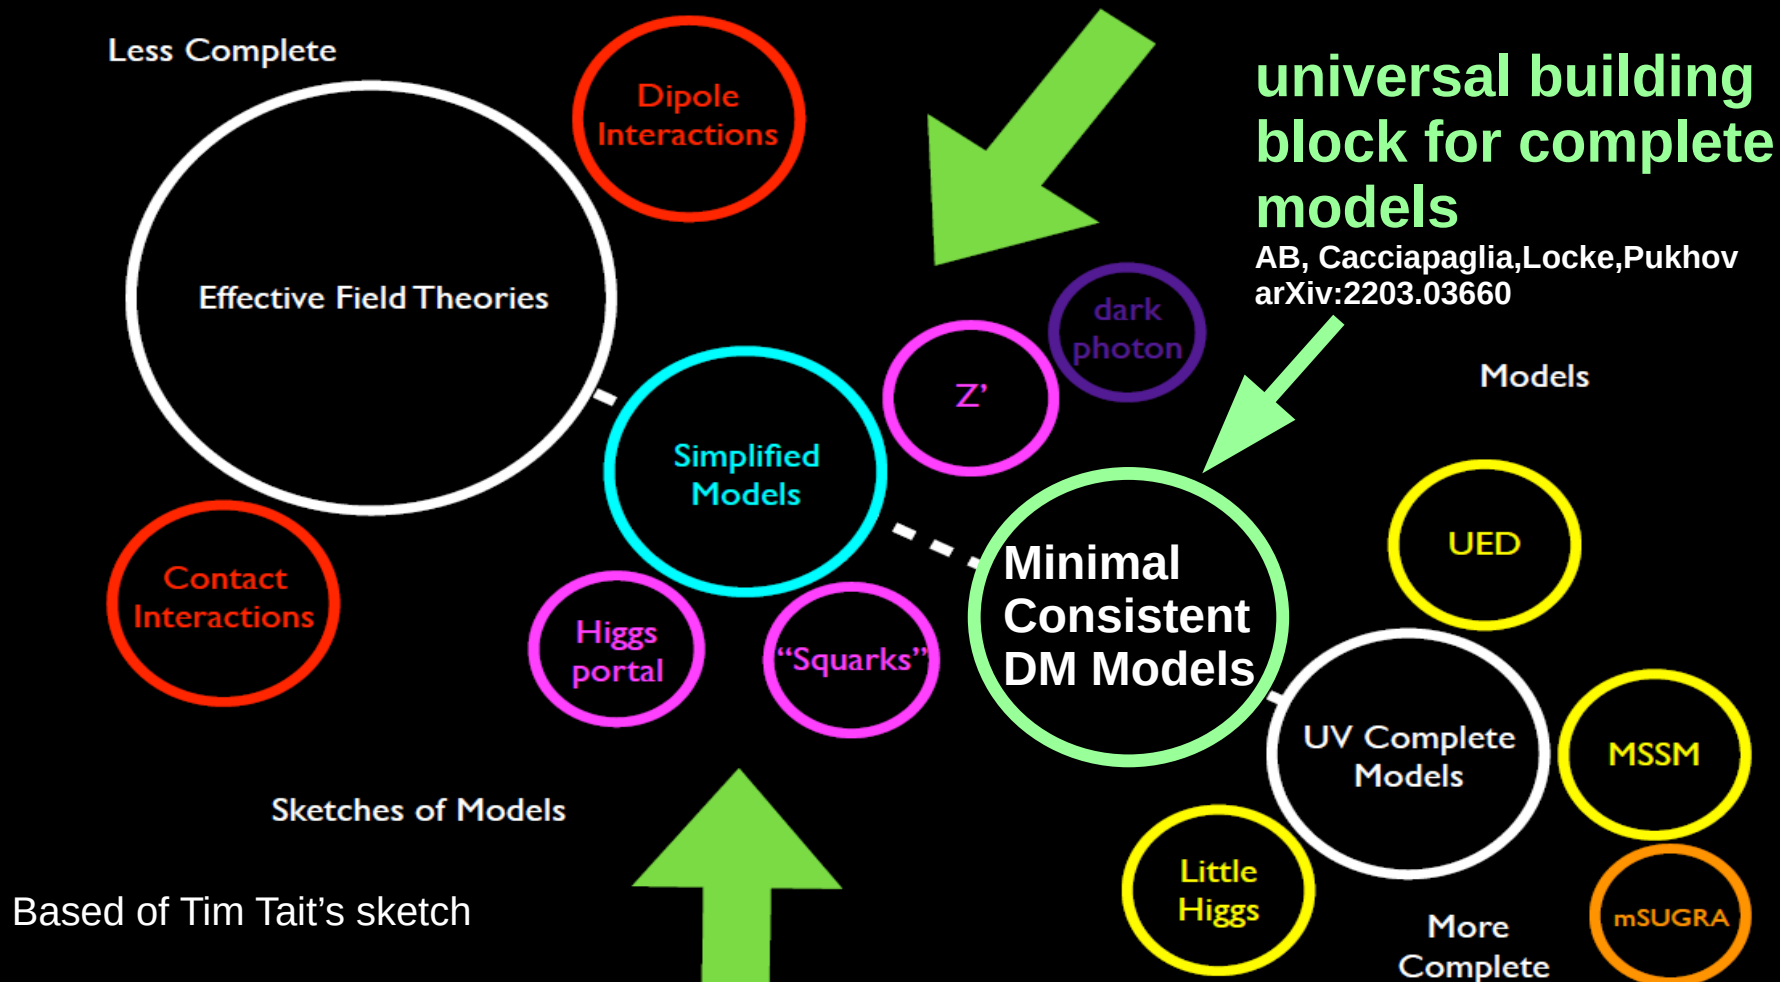 Less Complete
Dipole
Interactions
universal building
block for complete
models
AB, Cacciapaglia,Locke,Pukhov
arXiv:2203.03660
Effective Field Theories
dark
photon
Z’
Models
Simplified
Models
UED
Contact
Interactions
Higgs
portal
“Squarks”
Minimal
Consistent
DM Models
UV Complete
Models
MSSM
Sketches of Models
Little
Higgs
mSUGRA
Based of Tim Tait’s sketch
More
Complete